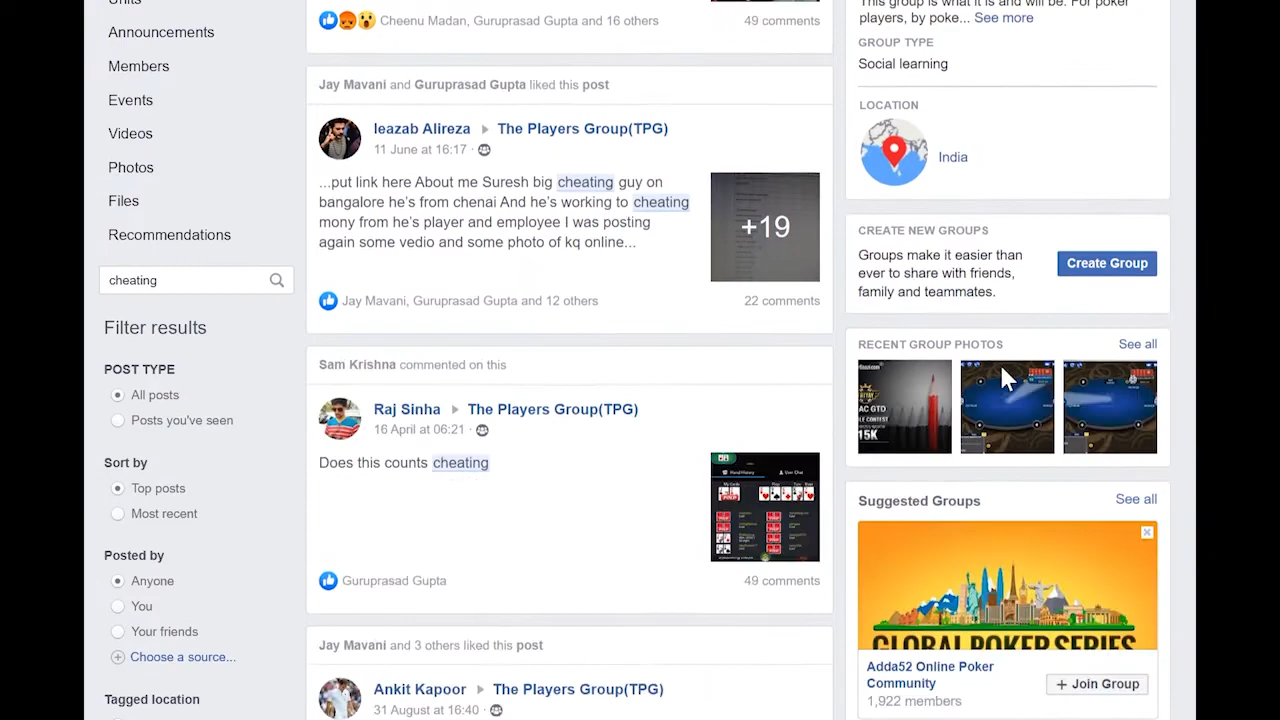 Units
Announcements
Members
Events
Videos
Photos
Files
Recommendations
cheating
Filter results
POST TYPE
All posts
Posts you've seen
Sort by
Top posts
Most recent
Posted by
Anyone
You
Your friends
Choose a source...
Tagged location
Cheenu Madan, Guruprasad Gupta and 16 others
49 comments
Jay Mavani and Guruprasad Gupta liked this post
leazab Alireza ▸ The Players Group(TPG)
11 June at 16:17 ·
...put link here About me Suresh big cheating guy on
bangalore he's from chenai And he's working to cheating
mony from he's player and employee I was posting
again some vedio and some photo of kq online...
+19
Jay Mavani, Guruprasad Gupta and 12 others
22 comments
Sam Krishna commented on this
Raj Sinha ▸ The Players Group(TPG)
16 April at 06:21 ·
Does this counts cheating
Guruprasad Gupta
49 comments
Jay Mavani and 3 others liked this post
Ankit Kapoor ▸ The Players Group(TPG)
31 August at 16:40 ·
This group is what it is and will be. For poker
players, by poke... See more
GROUP TYPE
Social learning
LOCATION
India
CREATE NEW GROUPS
Groups make it easier than
ever to share with friends,
family and teammates.
Create Group
RECENT GROUP PHOTOS
See all
15K
Suggested Groups
See all
GLOBAL POKER SERIES
Adda52 Online Poker
Community
1,922 members
+ Join Group